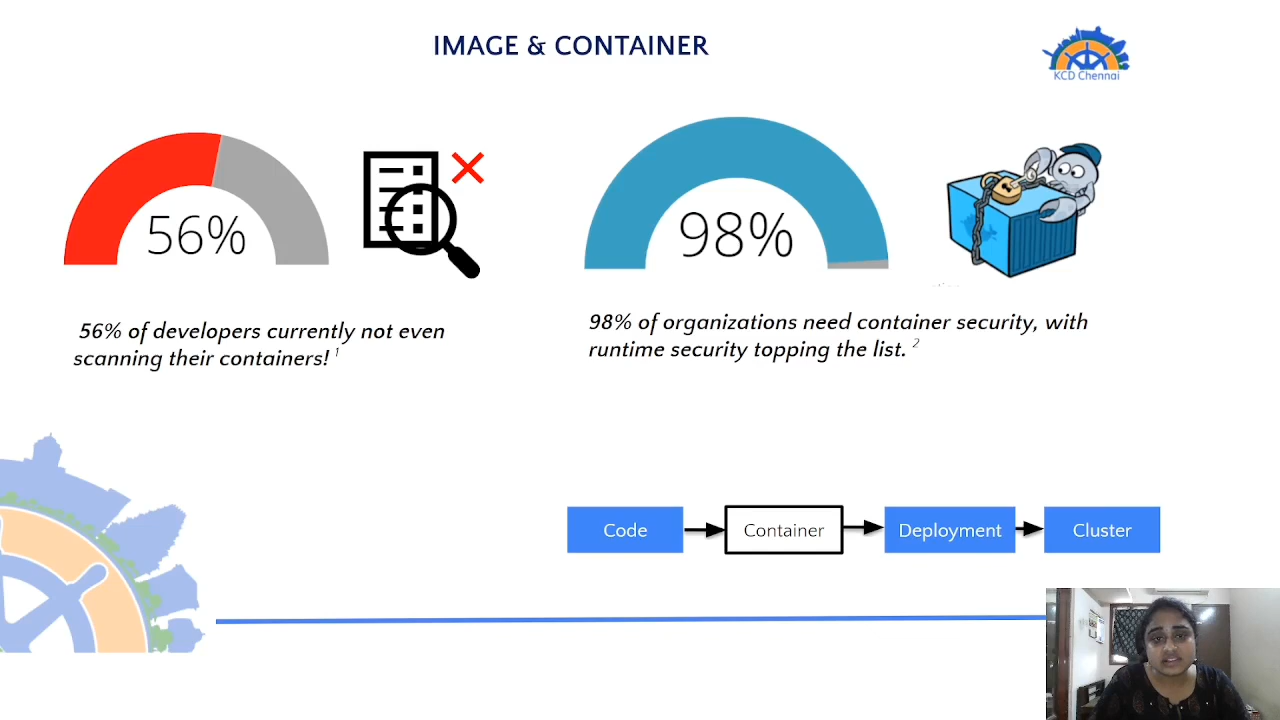 IMAGE & CONTAINER
KCD Chennai
56%
98%
56% of developers currently not even
scanning their containers! 1
98% of organizations need container security, with
runtime security topping the list. 2
Code
Container
Deployment
Cluster